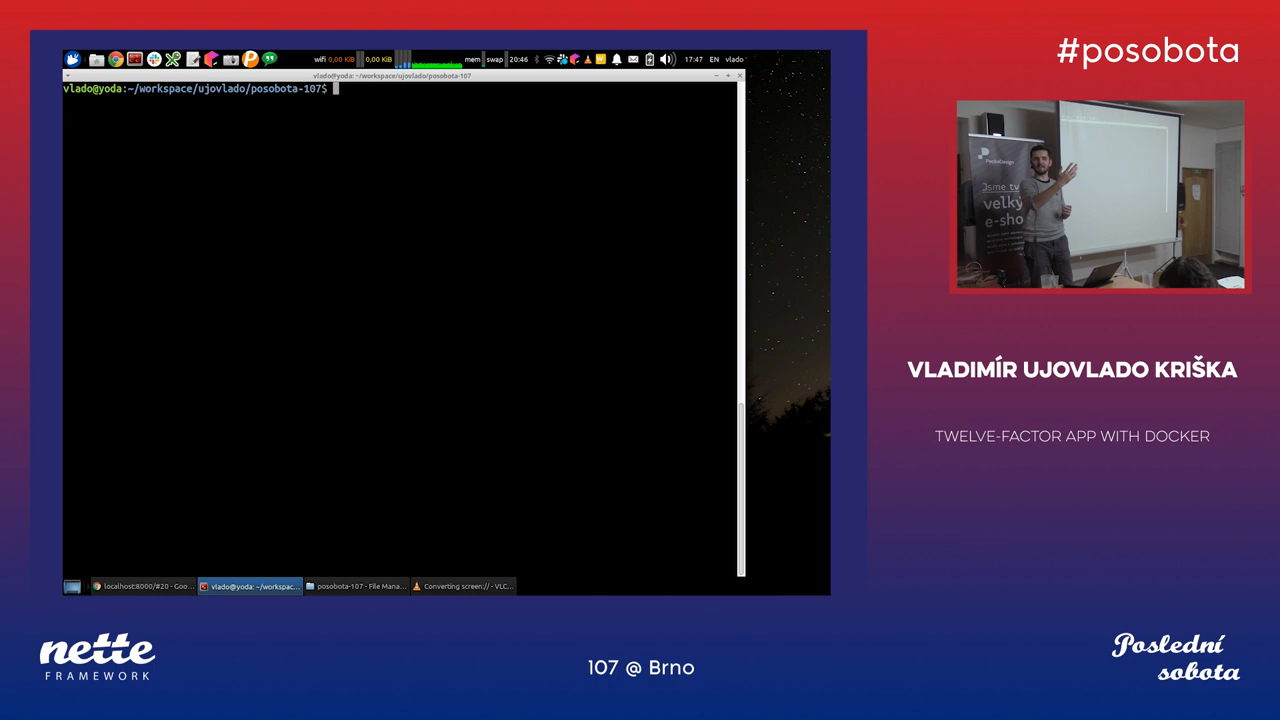 #posobota
wifi 0,00 KiB 0,00 KiB mem swap 20:46 17:47 EN vlado
vlado@yoda: ~/workspace/ujovlado/posobota-107
vlado@yoda:~/workspace/ujovlado/posobota-107$
PeckaDesign
Jsme tv
velký
e-sho
VLADIMÍR UJOVLADO KRIŠKA
TWELVE-FACTOR APP WITH DOCKER
localhost:8000/#20 - Goo...
vlado@yoda: ~/workspac...
posobota-107 - File Mana...
Converting screen:// - VLC...
nette
FRAMEWORK
107 @ Brno
Poslední
sobota